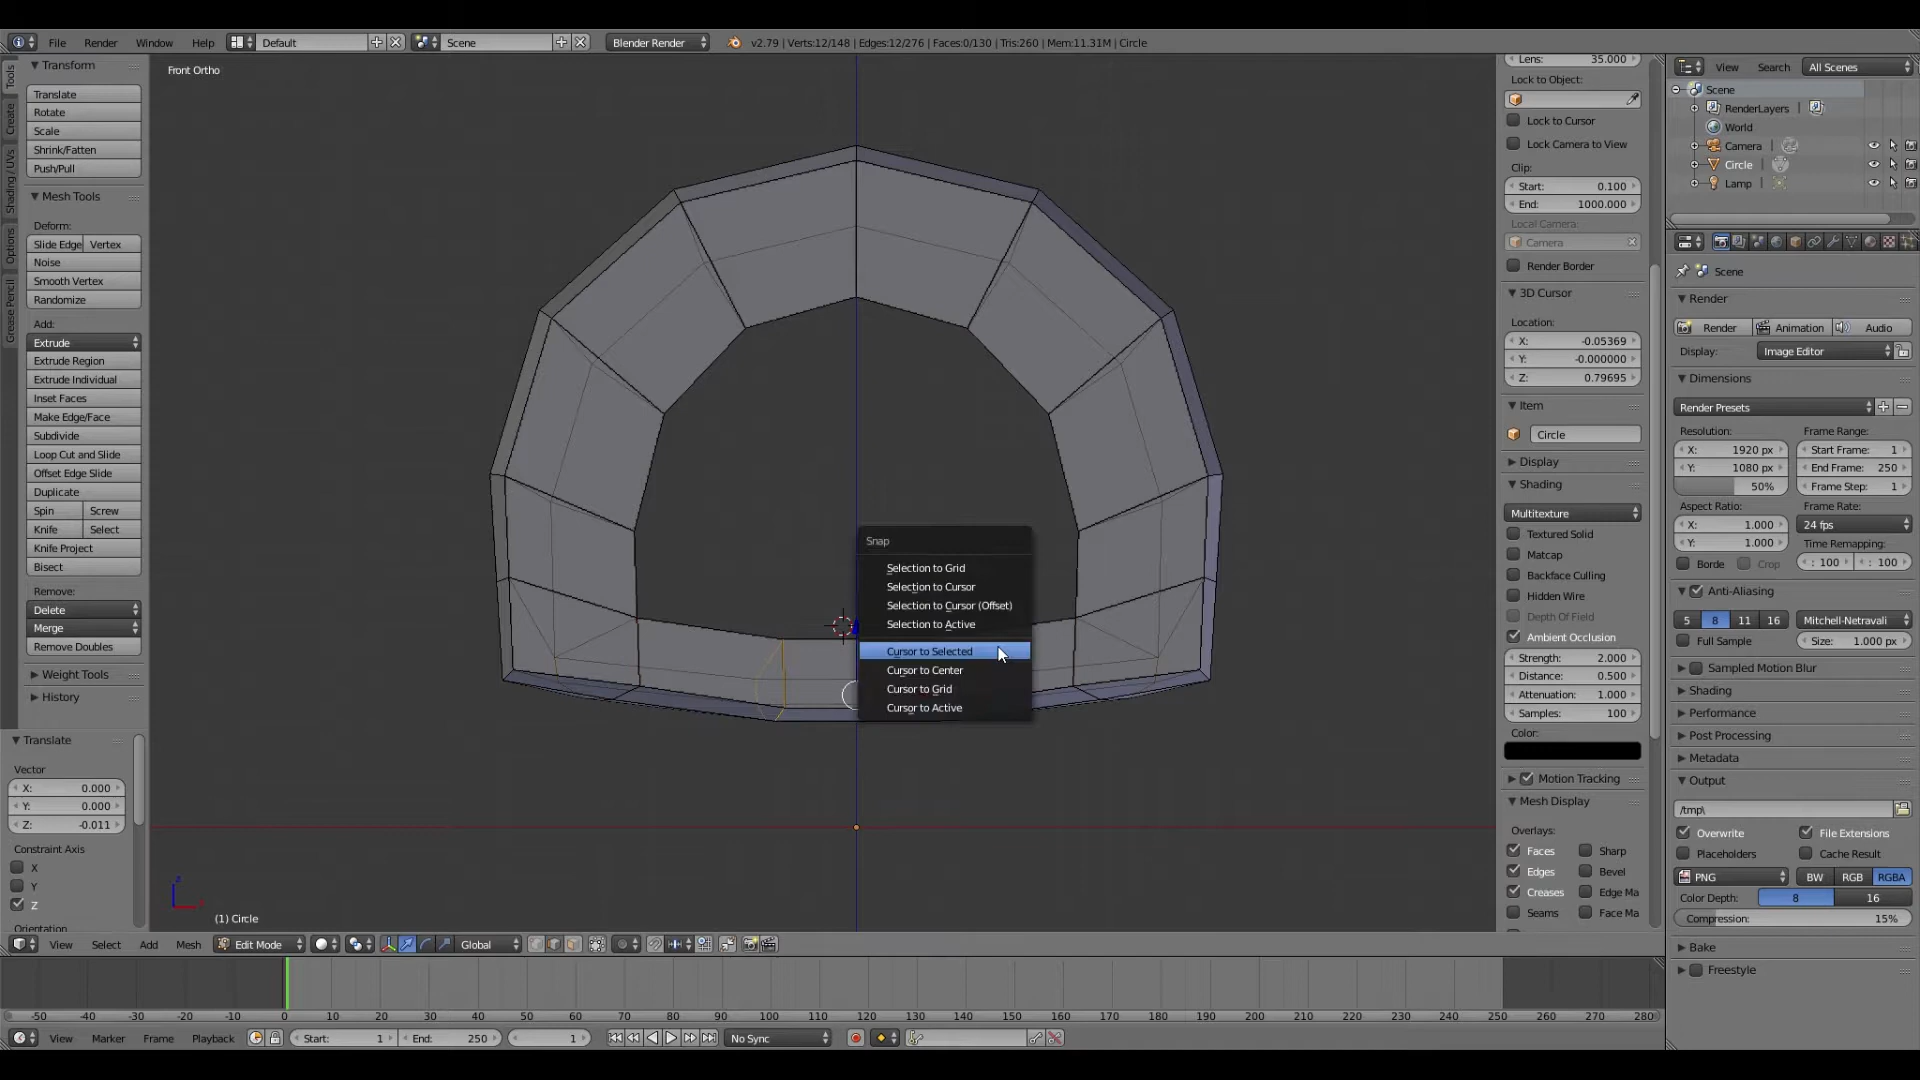 File Render Window Help Default Scene Blender Render v2.79 | Verts:12/148 | Edges:12/276 | Faces:0/130 | Tris:260 | Mem:11.31M | Circle
Tools
Create
Shading / UVs
Options
Grease Pencil
Transform
Translate
Rotate
Scale
Shrink/Fatten
Push/Pull
Mesh Tools
Deform:
Slide Edge Vertex
Noise
Smooth Vertex
Randomize
Add:
Extrude
Extrude Region
Extrude Individual
Inset Faces
Make Edge/Face
Subdivide
Loop Cut and Slide
Offset Edge Slide
Duplicate
Spin Screw
Knife Select
Knife Project
Bisect
Remove:
Delete
Merge
Remove Doubles
Weight Tools
History
Translate
Vector
X: 0.000
Y: 0.000
Z: -0.011
Constraint Axis
X
Y
Z
Orientation
Front Ortho
Snap
Selection to Grid
Selection to Cursor
Selection to Cursor (Offset)
Selection to Active
Cursor to Selected
Cursor to Center
Cursor to Grid
Cursor to Active
z
(1) Circle
View Select Add Mesh Edit Mode Global
Lens: 35.000
Lock to Object:
Lock to Cursor
Lock Camera to View
Clip:
Start: 0.100
End: 1000.000
Local Camera:
Camera
Render Border
3D Cursor
Location:
X: -0.05369
Y: -0.000000
Z: 0.79695
Item
Circle
Display
Shading
Multitexture
Textured Solid
Matcap
Backface Culling
Hidden Wire
Depth Of Field
Ambient Occlusion
Strength: 2.000
Distance: 0.500
Attenuation: 1.000
Samples: 100
Color:
Motion Tracking
Mesh Display
Overlays:
Faces Sharp
Edges Bevel
Creases Edge Ma
Seams Face Ma
View Search All Scenes
Scene
RenderLayers
World
Camera
Circle
Lamp
Scene
Render
Render Animation Audio
Display: Image Editor
Dimensions
Render Presets
Resolution: Frame Range:
X: 1920 px Start Frame: 1
Y: 1080 px End Frame: 250
50% Frame Step: 1
Aspect Ratio: Frame Rate:
X: 1.000 24 fps
Y: 1.000 Time Remapping:
Borde Crop : 100 : 100
Anti-Aliasing
5 8 11 16 Mitchell-Netravali
Full Sample Size: 1.000 px
Sampled Motion Blur
Shading
Performance
Post Processing
Metadata
Output
/tmp\
Overwrite File Extensions
Placeholders Cache Result
PNG BW RGB RGBA
Color Depth: 8 16
Compression: 15%
Bake
Freestyle
-50 -40 -30 -20 -10 0 10 20 30 40 50 60 70 80 90 100 110 120 130 140 150 160 170 180 190 200 210 220 230 240 250 260 270 280
View Marker Frame Playback Start: 1 End: 250 1 No Sync